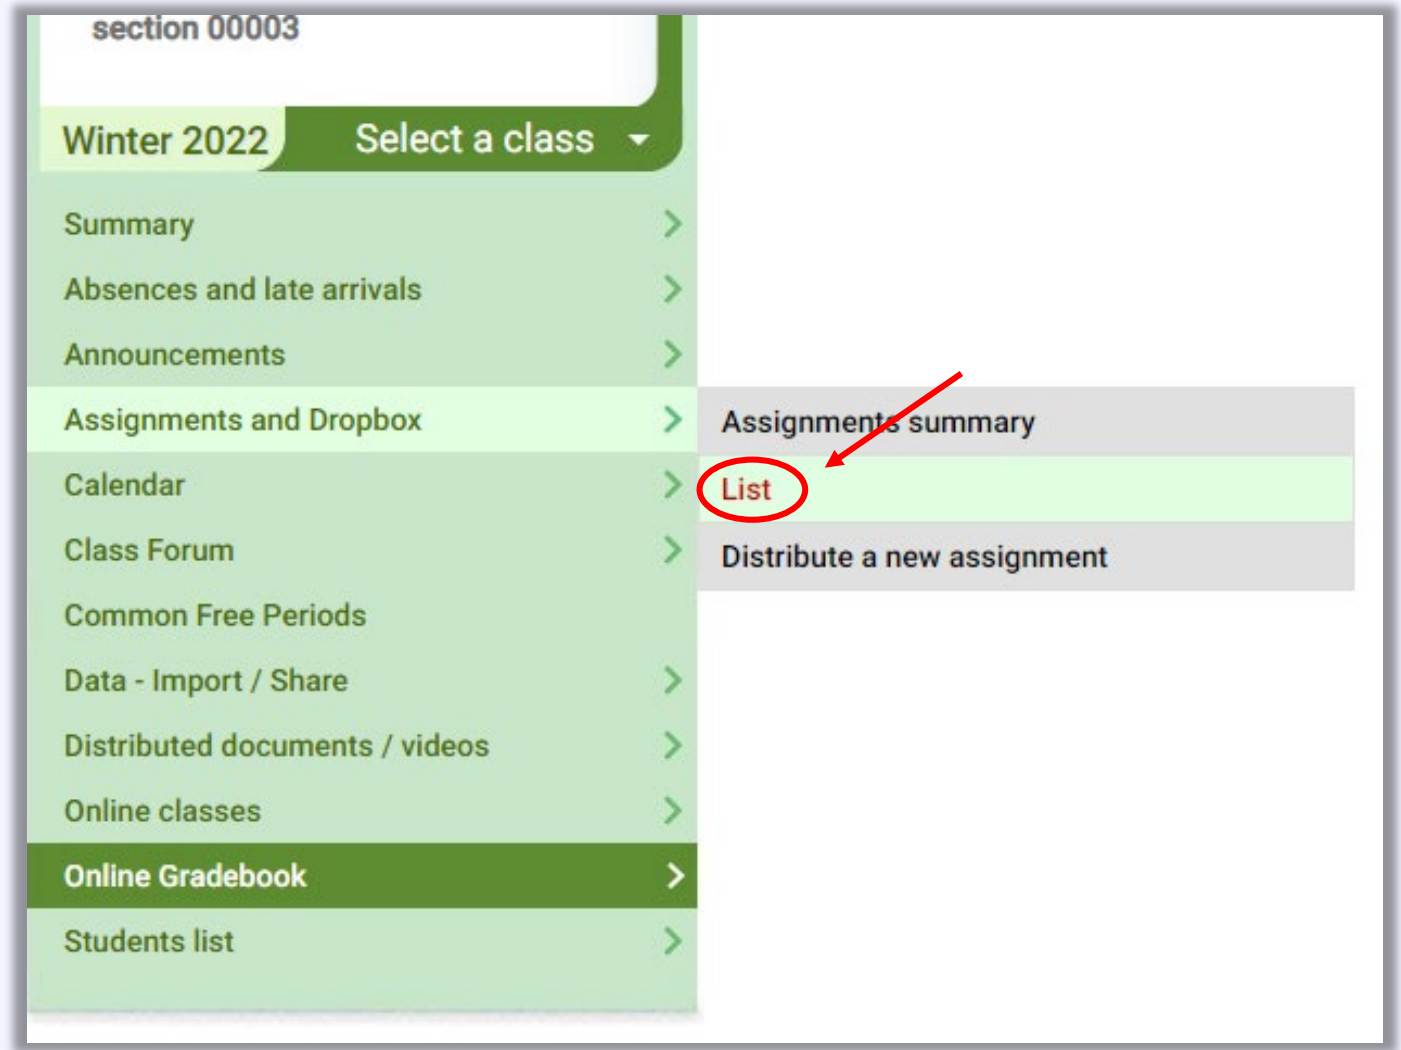 section 00003
Winter 2022
Select a class
Summary
Absences and late arrivals
Announcements
Assignments and Dropbox
Assignments summary
Calendar
List
Class Forum
Distribute a new assignment
Common Free Periods
Data - Import / Share
Distributed documents / videos
Online classes
Online Gradebook
Students list